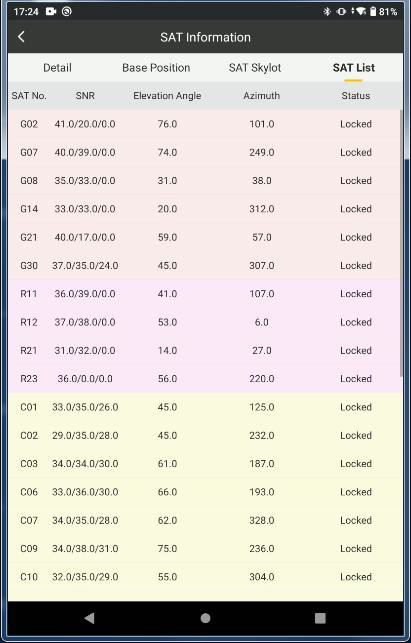 17:24 81%
SAT Information
Detail Base Position SAT Skylot SAT List
SAT No. SNR Elevation Angle Azimuth Status
G02 41.0/20.0/0.0 76.0 101.0 Locked
G07 40.0/39.0/0.0 74.0 249.0 Locked
G08 35.0/33.0/0.0 31.0 38.0 Locked
G14 33.0/33.0/0.0 20.0 312.0 Locked
G21 40.0/17.0/0.0 59.0 57.0 Locked
G30 37.0/35.0/24.0 45.0 307.0 Locked
R11 36.0/39.0/0.0 41.0 107.0 Locked
R12 37.0/38.0/0.0 53.0 6.0 Locked
R21 31.0/32.0/0.0 14.0 27.0 Locked
R23 36.0/0.0/0.0 56.0 220.0 Locked
C01 33.0/35.0/26.0 45.0 125.0 Locked
C02 29.0/35.0/28.0 45.0 232.0 Locked
C03 34.0/34.0/30.0 61.0 187.0 Locked
C06 33.0/36.0/30.0 66.0 193.0 Locked
C07 34.0/35.0/28.0 62.0 328.0 Locked
C09 34.0/38.0/31.0 75.0 236.0 Locked
C10 32.0/35.0/29.0 55.0 304.0 Locked